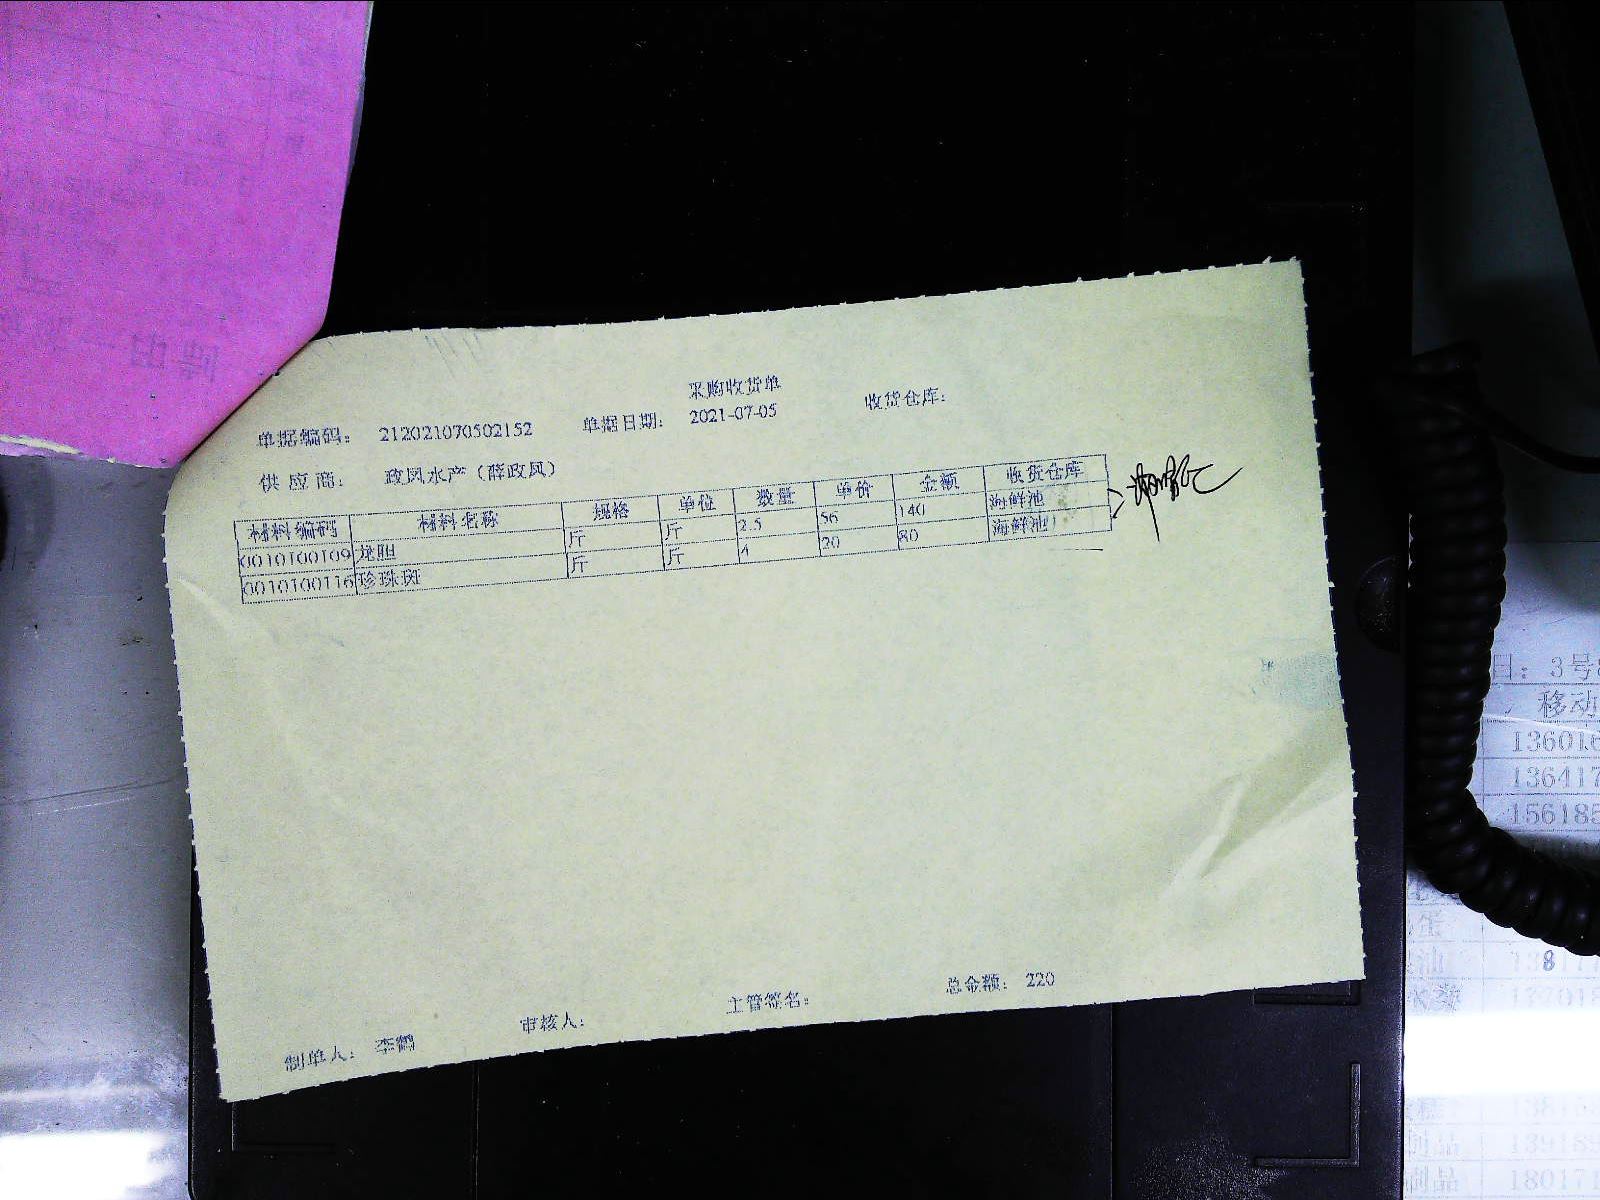 采购收货单
单据编码： 212021070502152 单据日期： 2021-07-05 收货仓库：
供应商： 政凤水产（薛政凤）
材料编码 材料名称 规格 单位 数量 单价 金额 收货仓库
0010100109 龙胆 斤 斤 2.5 56 140 海鲜池
0010100116 珍珠斑 斤 斤 4 20 80 海鲜池
总金额： 220
制单人： 李鹤 审核人： 主管签名：
日：3号
移动
136016
136417
156185